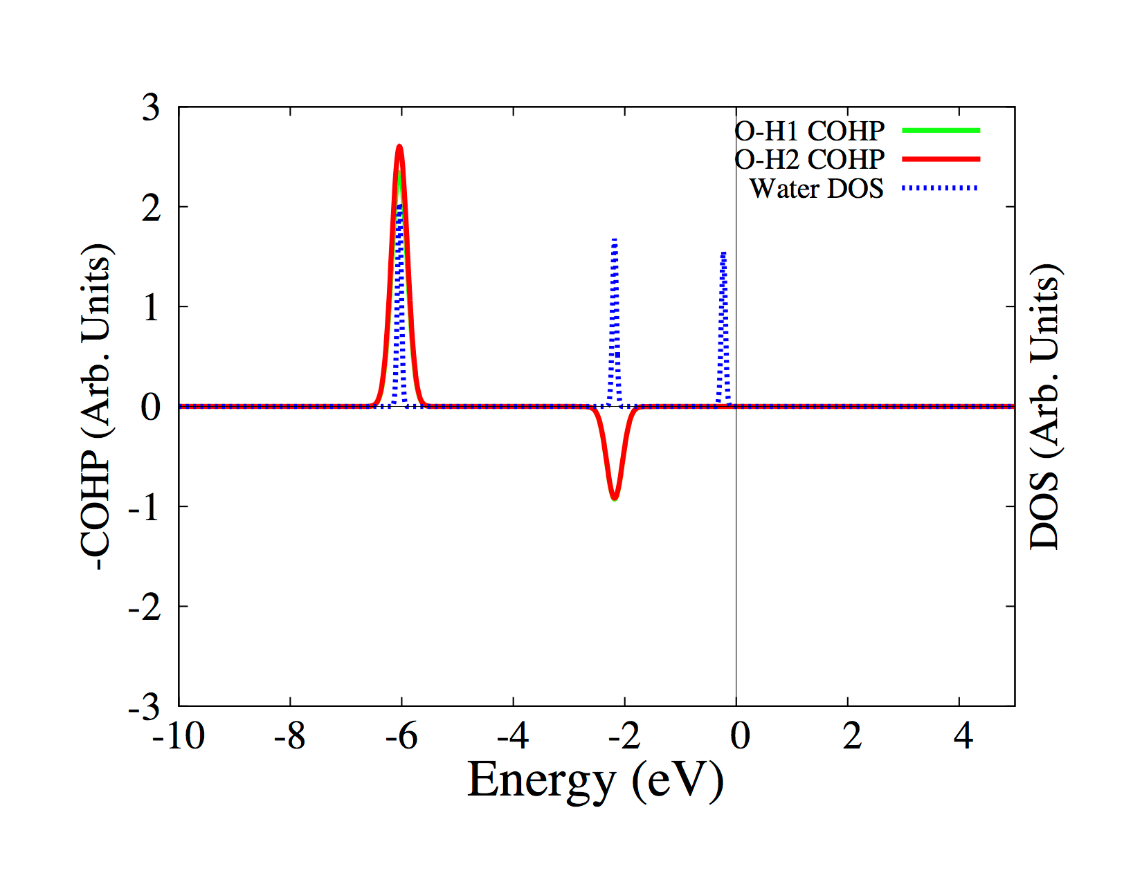 3
2
1
0
-1
-2
-3
-10 -8 -6 -4 -2 0 2 4
Energy (eV)
-COHP (Arb. Units)
DOS (Arb. Units)
O-H1 COHP
O-H2 COHP
Water DOS